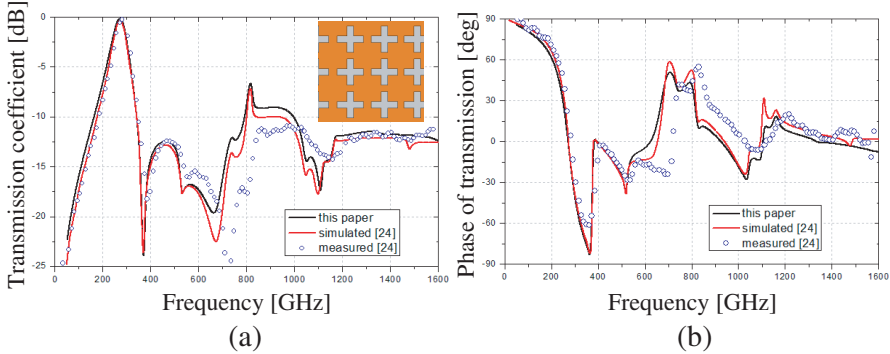 Transmission coefficient [dB]
0
-5
-10
-15
-20
-25
this paper
simulated [24]
measured [24]
0 200 400 600 800 1000 1200 1400 1600
Frequency [GHz]
(a)
Phase of transmission [deg]
90
60
30
0
-30
-60
-90
this paper
simulated [24]
measured [24]
0 200 400 600 800 1000 1200 1400 1600
Frequency [GHz]
(b)